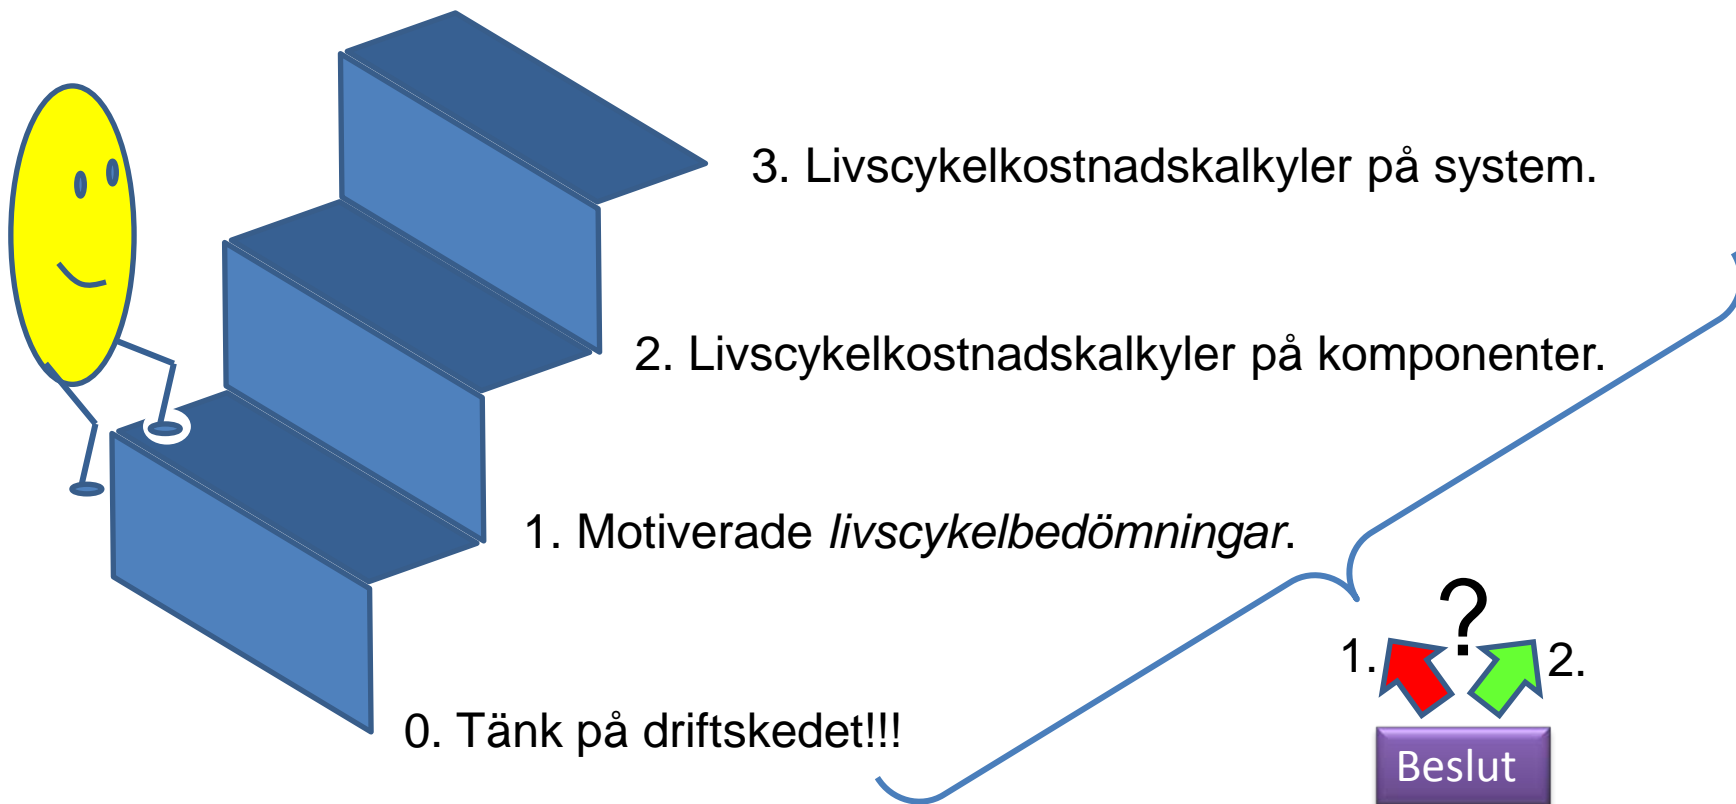 3. Livscykelkostnadskalkyler på system.
2. Livscykelkostnadskalkyler på komponenter.
1. Motiverade livscykelbedömningar.
?
1.
2.
0. Tänk på driftskedet!!!
Beslut